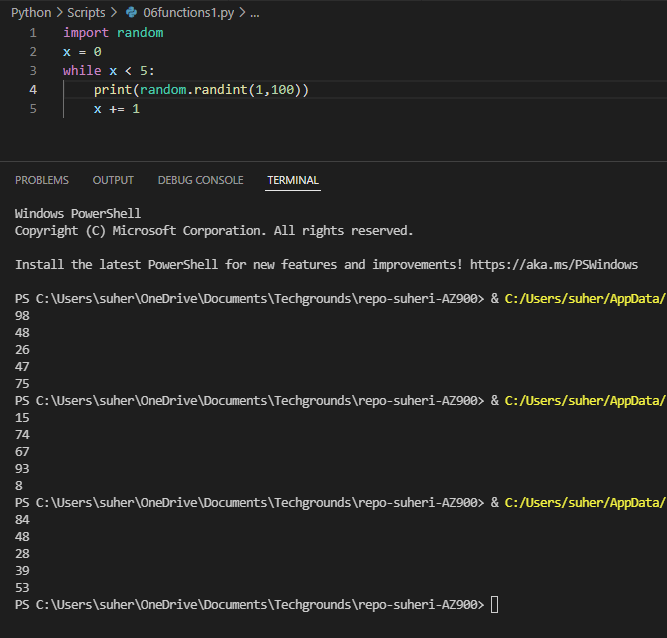 Python > Scripts > 06functions1.py > ...
1 import random
2 x = 0
3 while x < 5:
4     print(random.randint(1,100))
5     x += 1
PROBLEMS OUTPUT DEBUG CONSOLE TERMINAL
Windows PowerShell
Copyright (C) Microsoft Corporation. All rights reserved.
Install the latest PowerShell for new features and improvements! https://aka.ms/PSWindows
PS C:\Users\suher\OneDrive\Documents\Techgrounds\repo-suheri-AZ900> & C:/Users/suher/AppData/
98
48
26
47
75
PS C:\Users\suher\OneDrive\Documents\Techgrounds\repo-suheri-AZ900> & C:/Users/suher/AppData/
15
74
67
93
8
PS C:\Users\suher\OneDrive\Documents\Techgrounds\repo-suheri-AZ900> & C:/Users/suher/AppData/
84
48
28
39
53
PS C:\Users\suher\OneDrive\Documents\Techgrounds\repo-suheri-AZ900>